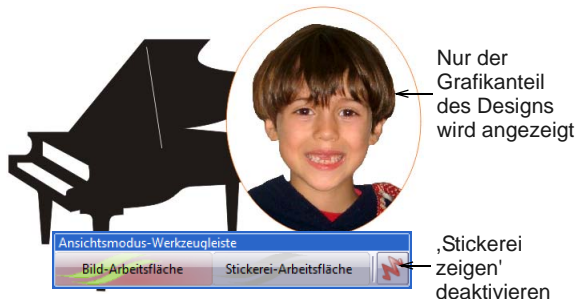 Nur der
Grafikanteil
des Designs
wird angezeigt
Ansichtsmodus-Werkzeugleiste
Bild-Arbeitsfläche Stickerei-Arbeitsfläche
‚Stickerei
zeigen'
deaktivieren